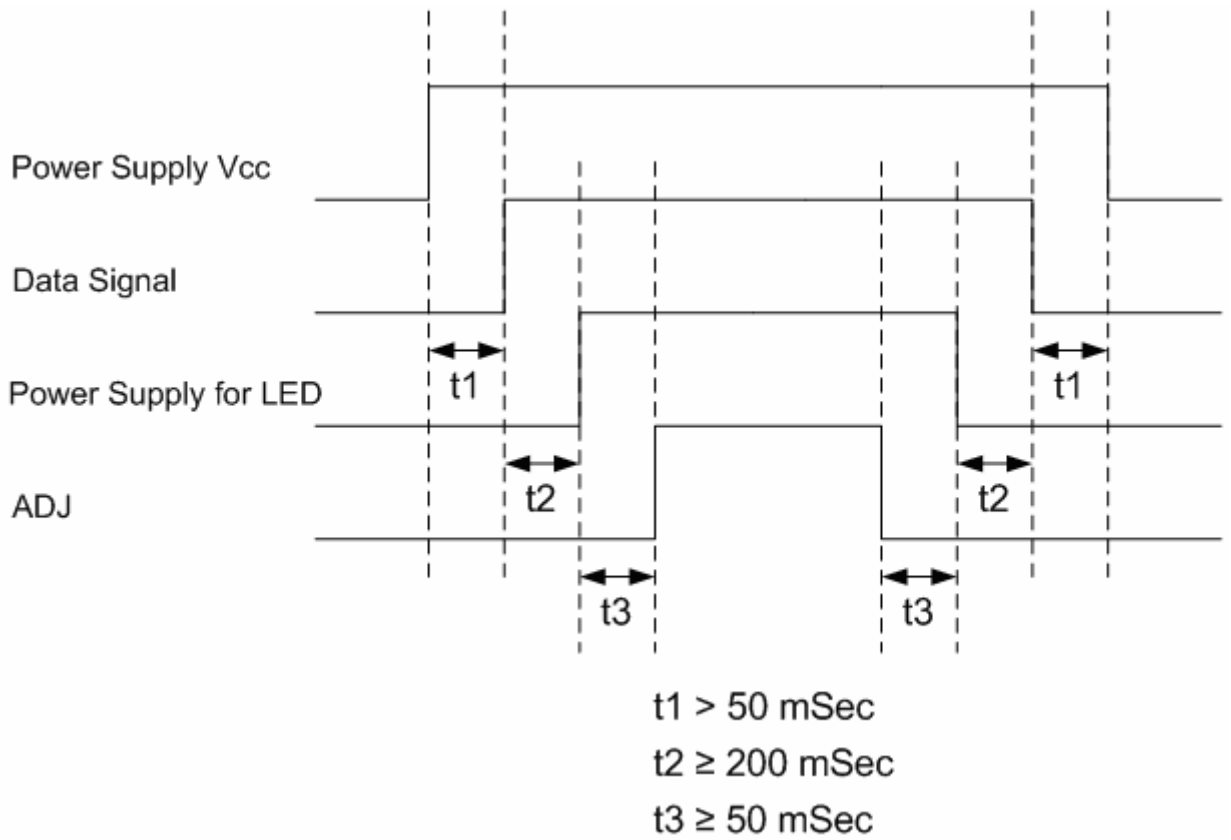 Power Supply Vcc
Data Signal
t1
t1
Power Supply for LED
t2
t2
ADJ
t3
t3
t1 > 50 mSec
t2 ≥ 200 mSec
t3 ≥ 50 mSec